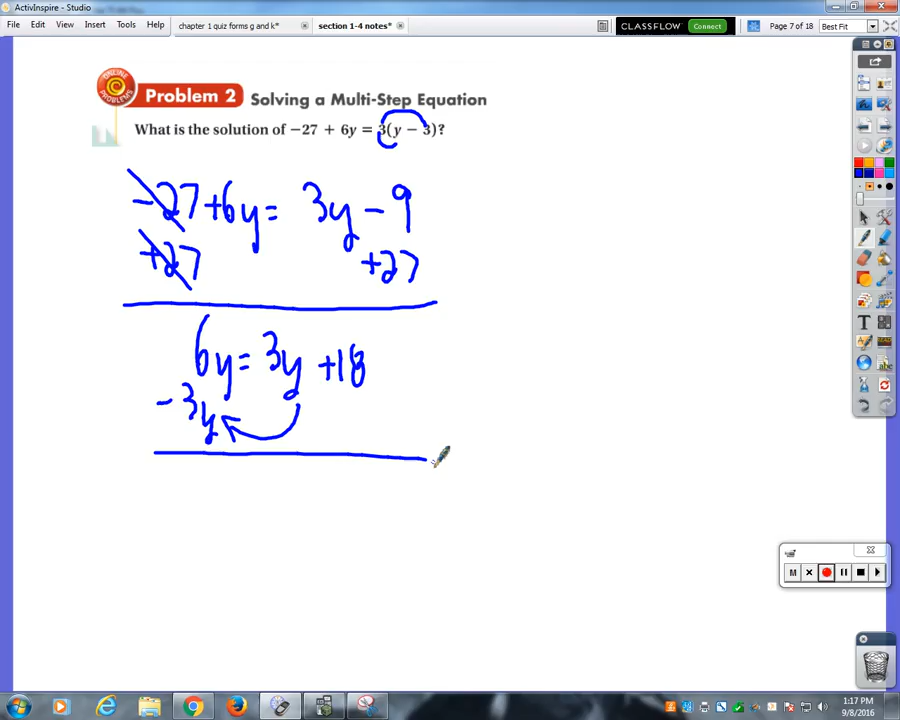 ActivInspire - Studio
File Edit View Insert Tools Help
chapter 1 quiz forms g and k*
section 1-4 notes*
CLASSFLOW Connect
Page 7 of 18
Best Fit
ONLINE PROBLEMS
Problem 2 Solving a Multi-Step Equation
What is the solution of −27 + 6y = 3(y − 3)?
-27+6y= 3y-9
+27 +27
6y= 3y +18
-3y
M
1:17 PM
9/8/2016